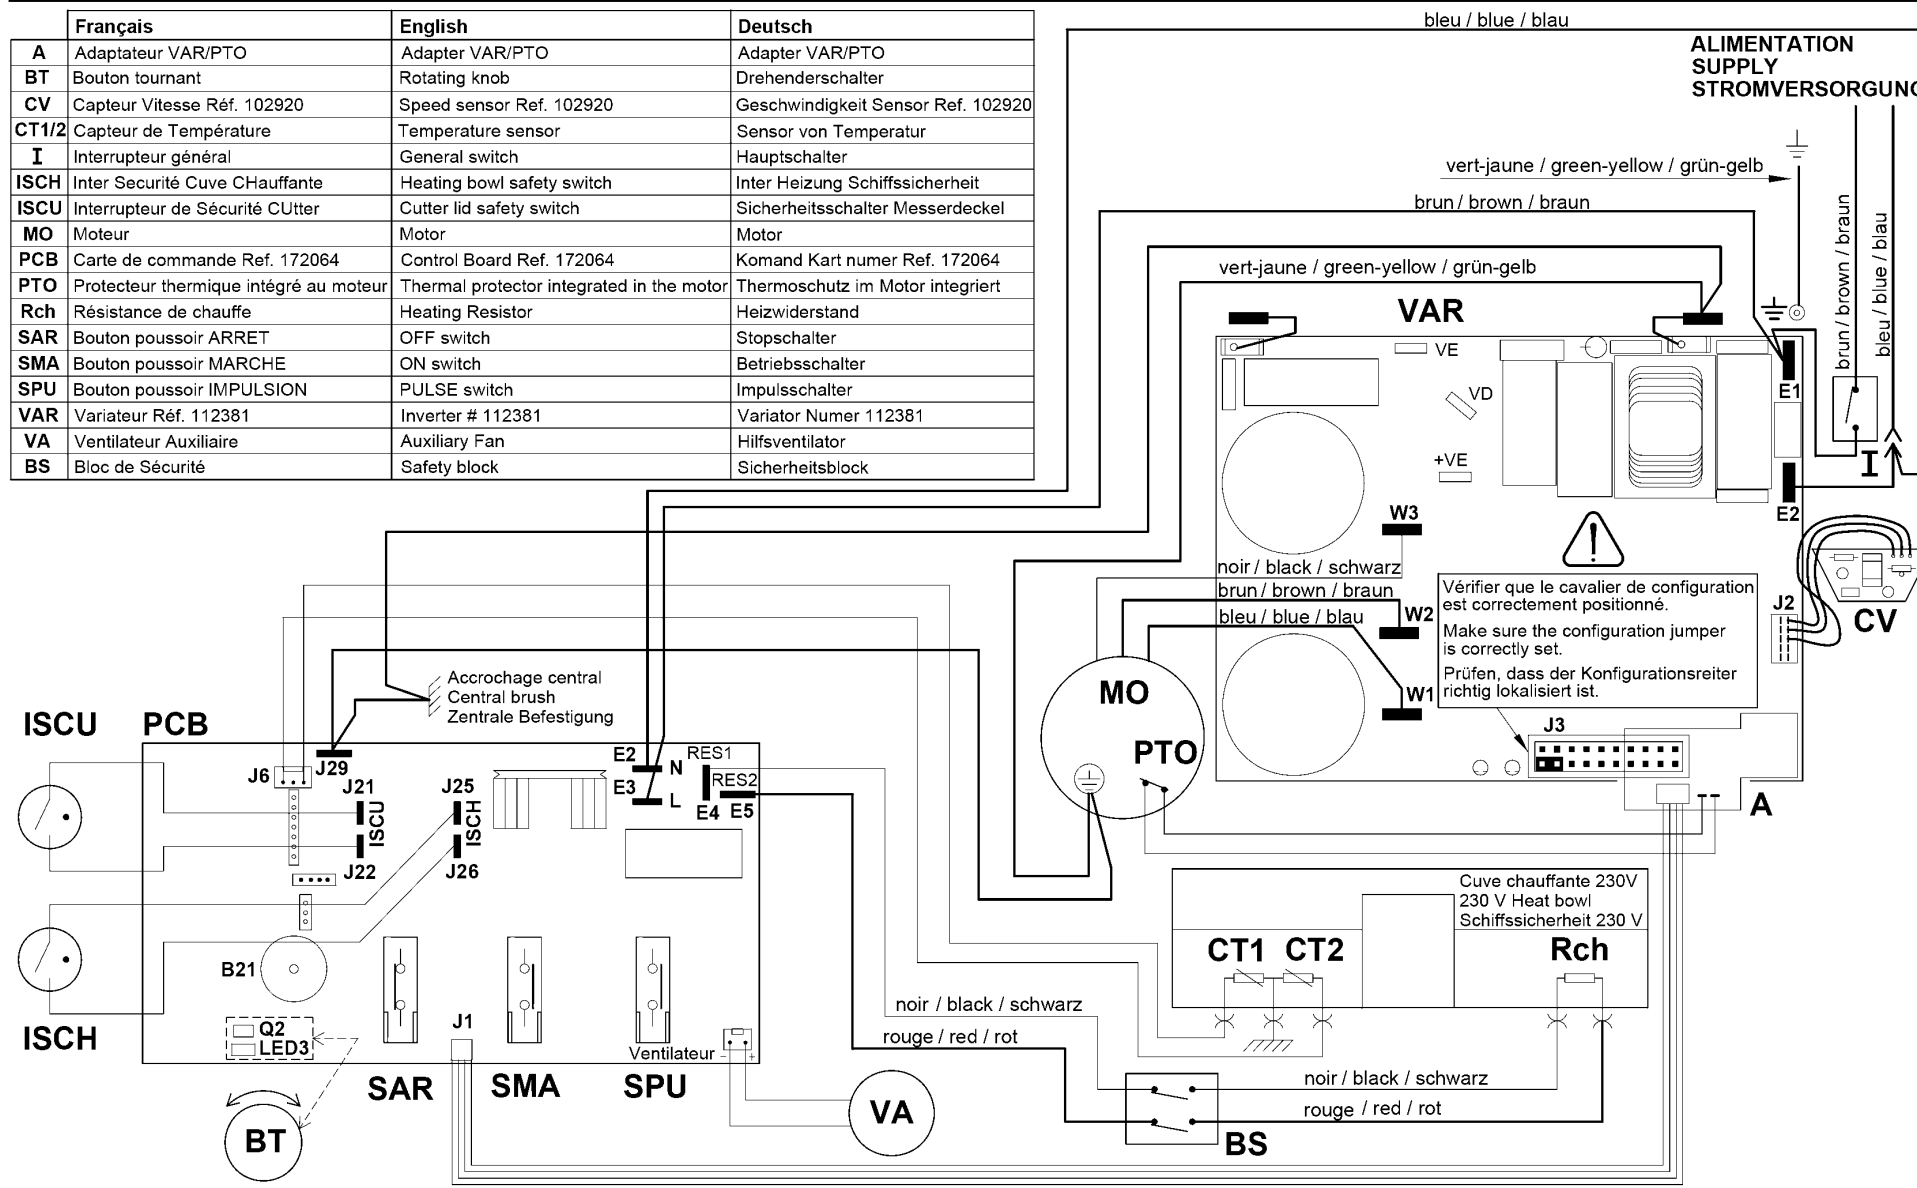 Français English Deutsch
A Adaptateur VAR/PTO Adapter VAR/PTO Adapter VAR/PTO
BT Bouton tournant Rotating knob Drehenderschalter
CV Capteur Vitesse Réf. 102920 Speed sensor Ref. 102920 Geschwindigkeit Sensor Ref. 102920
CT1/2 Capteur de Température Temperature sensor Sensor von Temperatur
I Interrupteur général General switch Hauptschalter
ISCH Inter Securité Cuve CHauffante Heating bowl safety switch Inter Heizung Schiffssicherheit
ISCU Interrupteur de Sécurité CUtter Cutter lid safety switch Sicherheitsschalter Messerdeckel
MO Moteur Motor Motor
PCB Carte de commande Ref. 172064 Control Board Ref. 172064 Komand Kart numer Ref. 172064
PTO Protecteur thermique intégré au moteur Thermal protector integrated in the motor Thermoschutz im Motor integriert
Rch Résistance de chauffe Heating Resistor Heizwiderstand
SAR Bouton poussoir ARRET OFF switch Stopschalter
SMA Bouton poussoir MARCHE ON switch Betriebsschalter
SPU Bouton poussoir IMPULSION PULSE switch Impulsschalter
VAR Variateur Réf. 112381 Inverter # 112381 Variator Numer 112381
VA Ventilateur Auxiliaire Auxiliary Fan Hilfsventilator
BS Bloc de Sécurité Safety block Sicherheitsblock
bleu / blue / blau
ALIMENTATION
SUPPLY
STROMVERSORGUNG
vert-jaune / green-yellow / grün-gelb
brun / brown / braun
vert-jaune / green-yellow / grün-gelb
brun / brown / braun
bleu / blue / blau
VAR
VE
VD
+VE
E1
I
E2
W3
noir / black / schwarz
brun / brown / braun
bleu / blue / blau
W2
W1
Vérifier que le cavalier de configuration
est correctement positionné.
Make sure the configuration jumper
is correctly set.
Prüfen, dass der Konfigurationsreiter
richtig lokalisiert ist.
J2
CV
J3
A
MO
PTO
Accrochage central
Central brush
Zentrale Befestigung
ISCU
PCB
J6
J29
J21
ISCU
J22
J25
ISCH
J26
E2 N
E3 L
RES1
RES2
E4
E5
Cuve chauffante 230V
230 V Heat bowl
Schiffssicherheit 230 V
CT1 CT2 Rch
B21
ISCH
Q2
LED3
J1
Ventilateur - +
SAR SMA SPU
BT
VA
noir / black / schwarz
rouge / red / rot
noir / black / schwarz
rouge / red / rot
BS